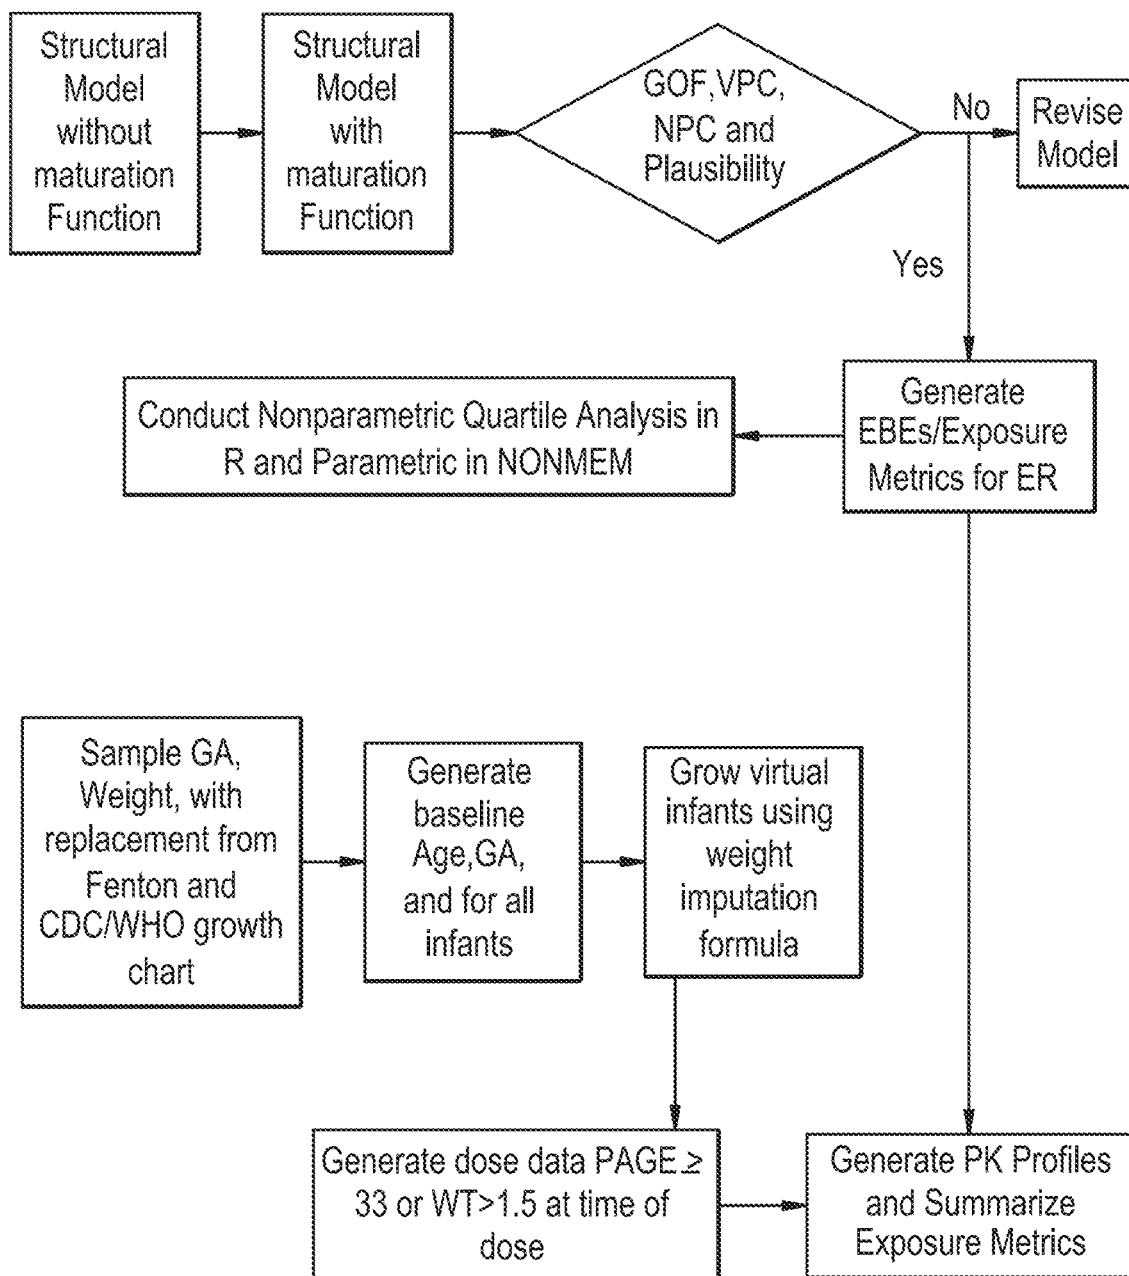 Structural
Model
without
maturation
Function
Structural
Model
with
maturation
Function
GOF,VPC,
NPC and
Plausibility
No
Revise
Model
Yes
Generate
EBEs/Exposure
Metrics for ER
Conduct Nonparametric Quartile Analysis in
R and Parametric in NONMEM
Sample GA,
Weight, with
replacement from
Fenton and
CDC/WHO growth
chart
Generate
baseline
Age,GA,
and for all
infants
Grow virtual
infants using
weight
imputation
formula
Generate dose data PAGE ≥
33 or WT>1.5 at time of
dose
Generate PK Profiles
and Summarize
Exposure Metrics